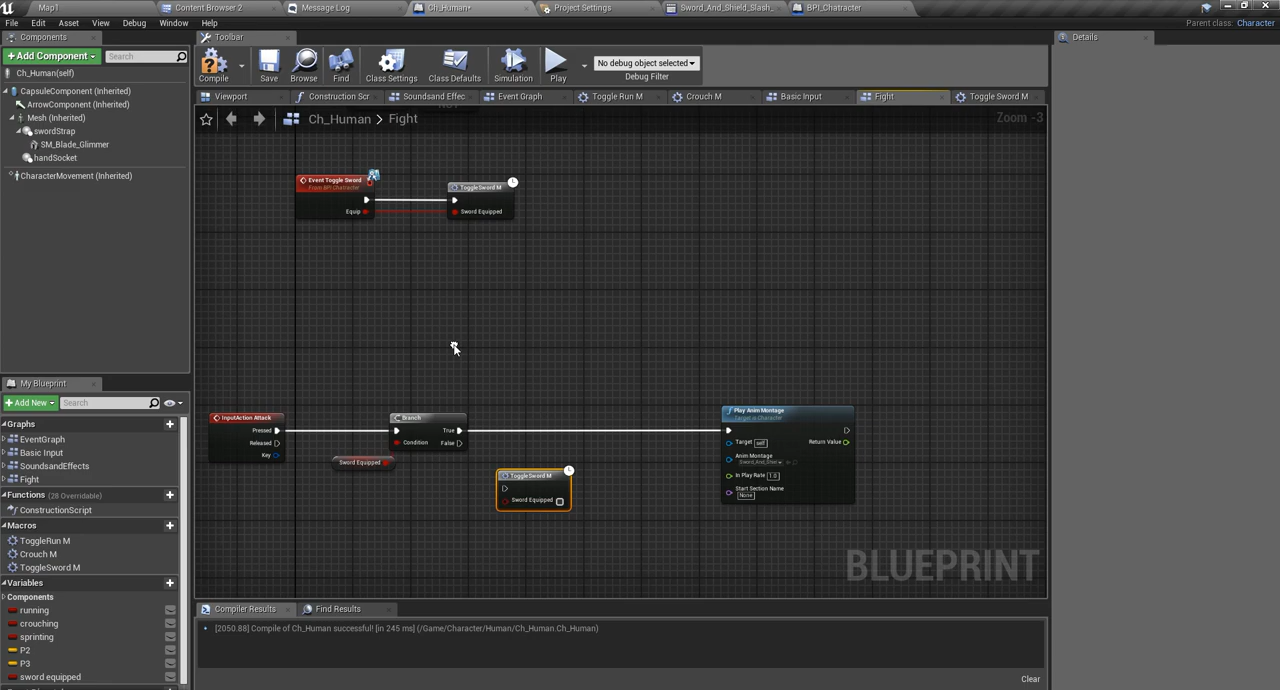 Map1
Content Browser 2
Message Log
Ch_Human*
Project Settings
Sword_And_Shield_Slash_
BPI_Chatracter
File Edit Asset View Debug Window Help
Parent class: Character
Components
Toolbar
Details
+ Add Component
Search
Ch_Human(self)
CapsuleComponent (Inherited)
ArrowComponent (Inherited)
Mesh (Inherited)
swordStrap
SM_Blade_Glimmer
handSocket
CharacterMovement (Inherited)
Compile
Save
Browse
Find
Class Settings
Class Defaults
Simulation
Play
No debug object selected
Debug Filter
Viewport
Construction Scr
Soundsand Effec
Event Graph
Toggle Run M
Crouch M
Basic Input
Fight
Toggle Sword M
Ch_Human > Fight
Zoom -3
Event Toggle Sword
From BPI Chatracter
Equip
ToggleSword M
Sword Equipped
InputAction Attack
Pressed
Released
Key
Branch
True
Condition
False
Sword Equipped
ToggleSword M
Sword Equipped
Play Anim Montage
Target is Character
Target self
Return Value
Anim Montage
In Play Rate 1.0
Start Section Name
None
BLUEPRINT
My Blueprint
+ Add New
Search
Graphs
EventGraph
Basic Input
SoundsandEffects
Fight
Functions (28 Overridable)
ConstructionScript
Macros
ToggleRun M
Crouch M
ToggleSword M
Variables
Components
running
crouching
sprinting
P2
P3
sword equipped
Compiler Results
Find Results
[2050.88] Compile of Ch_Human successful! [in 245 ms] (/Game/Character/Human/Ch_Human.Ch_Human)
Clear